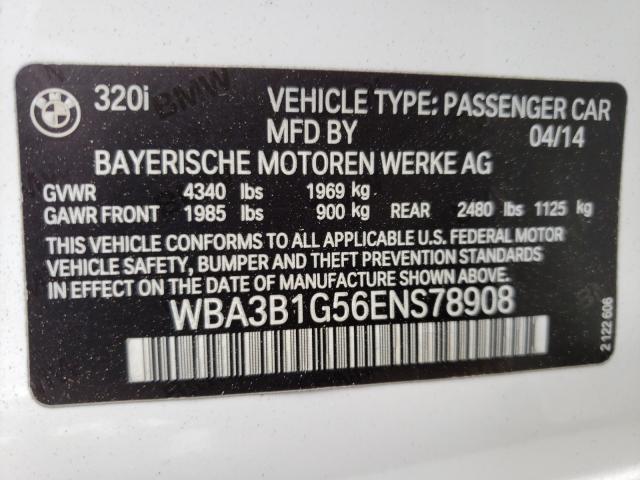 BMW 320i VEHICLE TYPE: PASSENGER CAR
MFD BY 04/14
BAYERISCHE MOTOREN WERKE AG
GVWR 4340 lbs 1969 kg
GAWR FRONT 1985 lbs 900 kg REAR 2480 lbs 1125 kg
THIS VEHICLE CONFORMS TO ALL APPLICABLE U.S. FEDERAL MOTOR
VEHICLE SAFETY, BUMPER AND THEFT PREVENTION STANDARDS
IN EFFECT ON THE DATE OF MANUFACTURE SHOWN ABOVE.
WBA3B1G56ENS78908
2 122 606